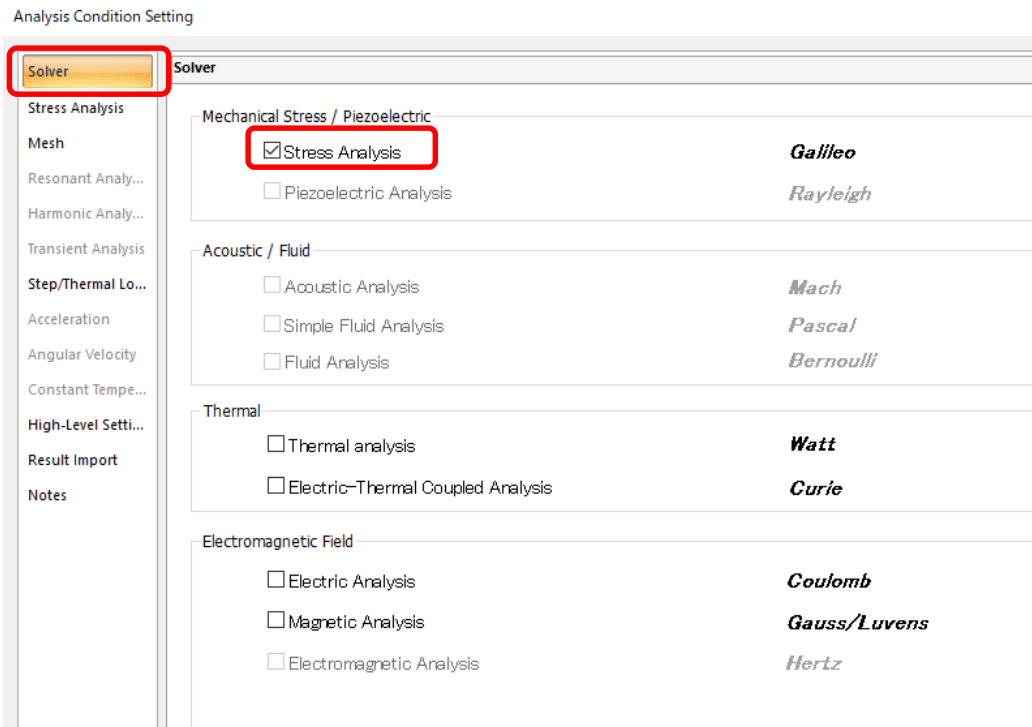 Analysis Condition Setting
Solver
Stress Analysis
Mesh
Resonant Analy...
Harmonic Analy...
Transient Analysis
Step/Thermal Lo...
Acceleration
Angular Velocity
Constant Tempe...
High-Level Setti...
Result Import
Notes
Solver
Mechanical Stress / Piezoelectric
Stress Analysis Galileo
Piezoelectric Analysis Rayleigh
Acoustic / Fluid
Acoustic Analysis Mach
Simple Fluid Analysis Pascal
Fluid Analysis Bernoulli
Thermal
Thermal analysis Watt
Electric-Thermal Coupled Analysis Curie
Electromagnetic Field
Electric Analysis Coulomb
Magnetic Analysis Gauss/Luvens
Electromagnetic Analysis Hertz